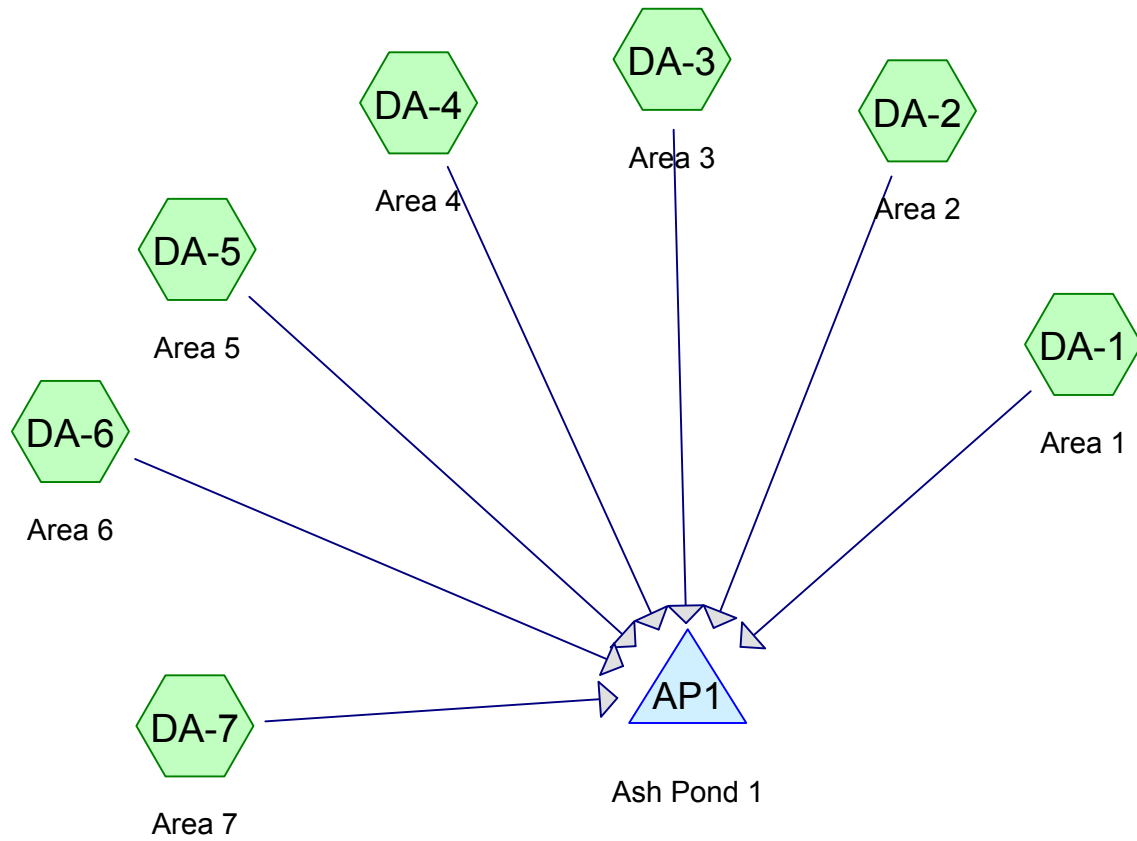 DA-3
Area 3
DA-4
Area 4
DA-2
Area 2
DA-5
Area 5
DA-1
Area 1
DA-6
Area 6
DA-7
Area 7
AP1
Ash Pond 1